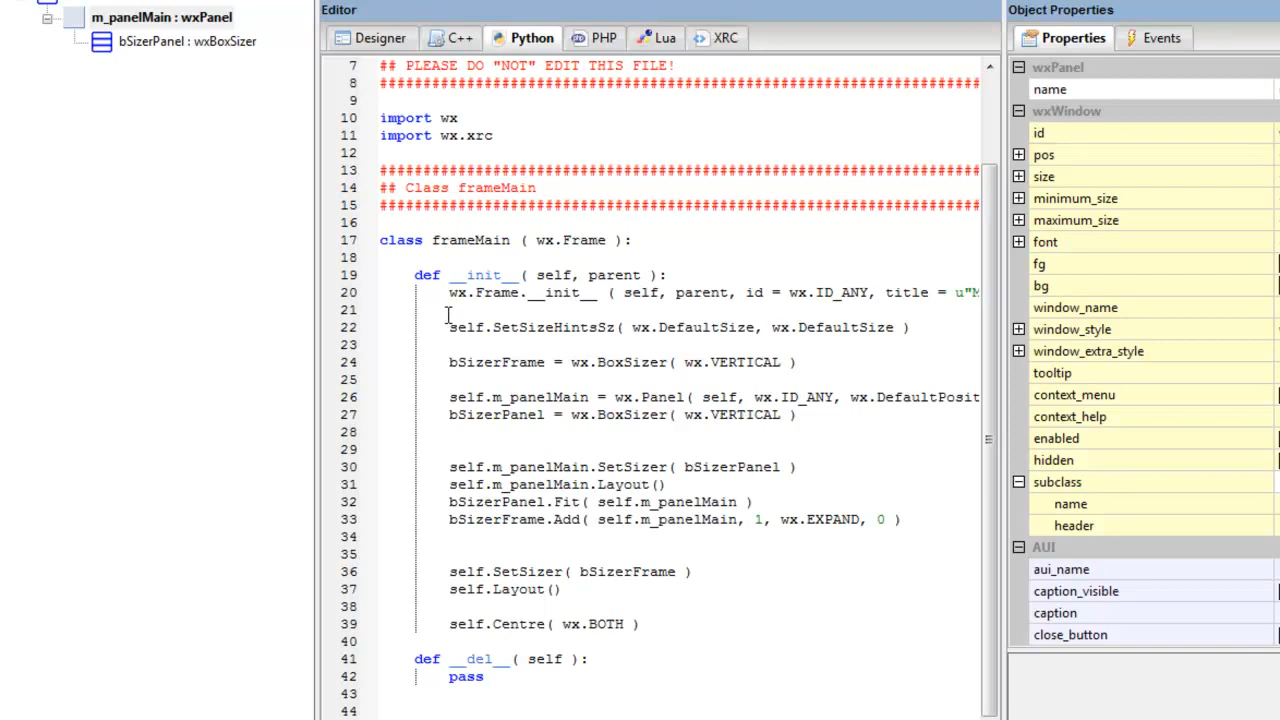 m_panelMain : wxPanel
bSizerPanel : wxBoxSizer
Editor
Designer C++ Python PHP Lua XRC
7 ## PLEASE DO "NOT" EDIT THIS FILE!
8 #####################################################################
9
10 import wx
11 import wx.xrc
12
13 #####################################################################
14 ## Class frameMain
15 #####################################################################
16
17 class frameMain ( wx.Frame ):
18
19 def __init__( self, parent ):
20 wx.Frame.__init__ ( self, parent, id = wx.ID_ANY, title = u"M
21
22 self.SetSizeHintsSz( wx.DefaultSize, wx.DefaultSize )
23
24 bSizerFrame = wx.BoxSizer( wx.VERTICAL )
25
26 self.m_panelMain = wx.Panel( self, wx.ID_ANY, wx.DefaultPosit
27 bSizerPanel = wx.BoxSizer( wx.VERTICAL )
28
29
30 self.m_panelMain.SetSizer( bSizerPanel )
31 self.m_panelMain.Layout()
32 bSizerPanel.Fit( self.m_panelMain )
33 bSizerFrame.Add( self.m_panelMain, 1, wx.EXPAND, 0 )
34
35
36 self.SetSizer( bSizerFrame )
37 self.Layout()
38
39 self.Centre( wx.BOTH )
40
41 def __del__( self ):
42 pass
43
44
Object Properties
Properties Events
wxPanel
name
wxWindow
id
pos
size
minimum_size
maximum_size
font
fg
bg
window_name
window_style
window_extra_style
tooltip
context_menu
context_help
enabled
hidden
subclass
name
header
AUI
aui_name
caption_visible
caption
close_button